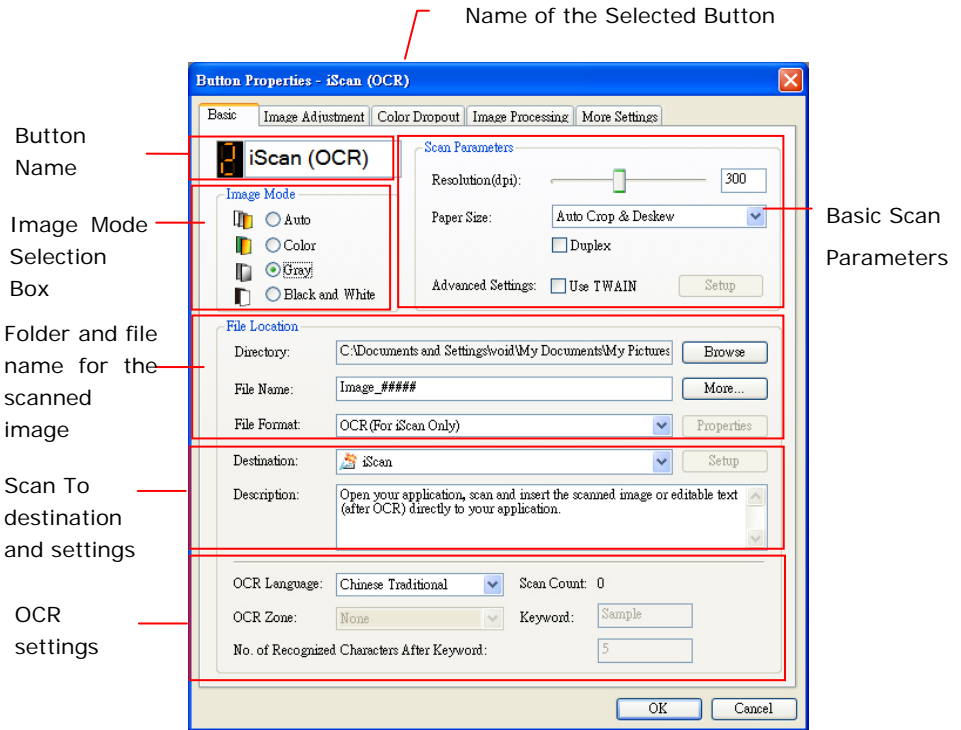 Name of the Selected Button
Button Properties - iScan (OCR)
Basic Image Adjustment Color Dropout Image Processing More Settings
Button
Name
2 iScan (OCR)
Image Mode
Selection
Box
Image Mode
Auto
Color
Gray
Black and White
Scan Parameters
Resolution(dpi): 300
Paper Size: Auto Crop & Deskew
Duplex
Advanced Settings: Use TWAIN Setup
Basic Scan
Parameters
Folder and file
name for the
scanned
image
File Location
Directory: C:\Documents and Settings\void\My Documents\My Pictures Browse
File Name: Image_##### More...
File Format: OCR(For iScan Only) Properties
Scan To
destination
and settings
Destination: iScan Setup
Description: Open your application, scan and insert the scanned image or editable text
(after OCR) directly to your application.
OCR
settings
OCR Language: Chinese Traditional Scan Count: 0
OCR Zone: None Keyword: Sample
No. of Recognized Characters After Keyword: 5
OK Cancel